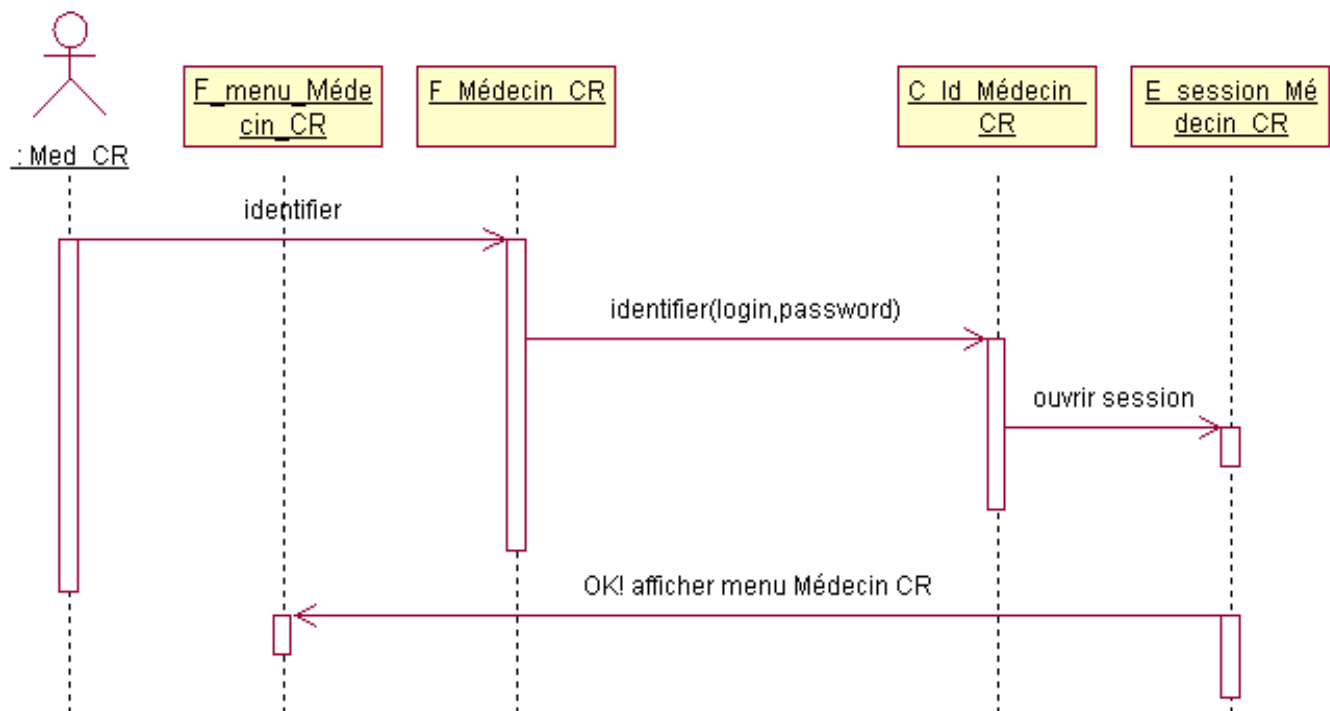 F_menu_Méde
cin_CR
F_Médecin_CR
C_Id_Médecin_
CR
E_session_Mé
decin_CR
: Med_CR
identifier
identifier(login,password)
ouvrir session
OK! afficher menu Médecin CR